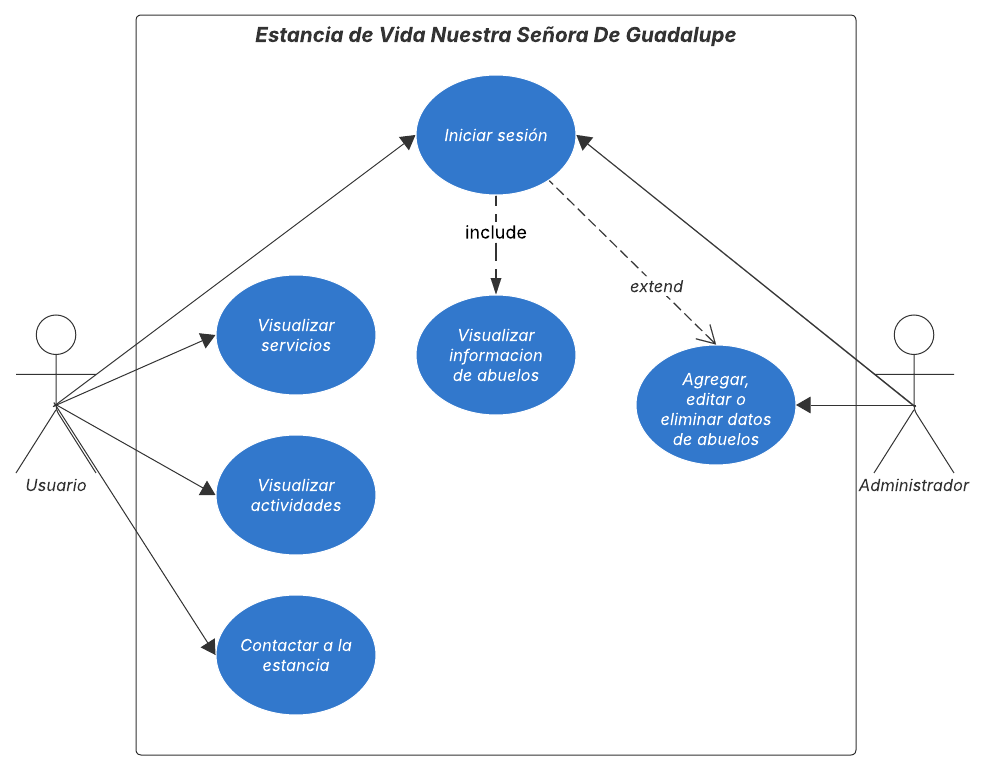 Estancia de Vida Nuestra Señora De Guadalupe
Iniciar sesión
include
extend
Visualizar
servicios
Visualizar
informacion
de abuelos
Agregar,
editar o
eliminar datos
de abuelos
Usuario
Administrador
Visualizar
actividades
Contactar a la
estancia